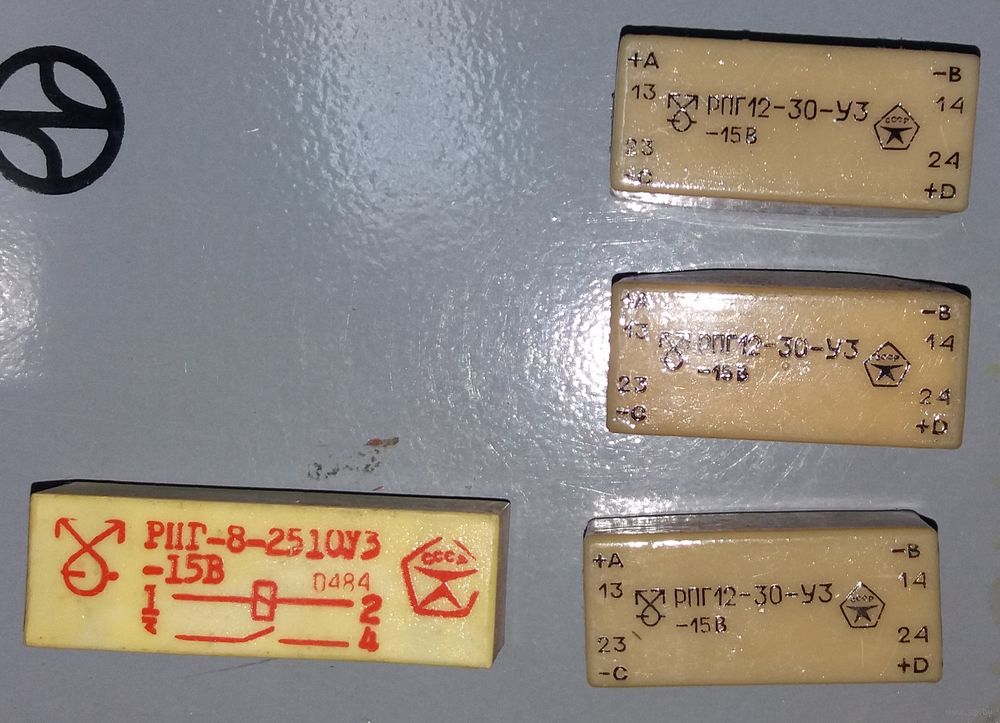 +A
-B
13
РПГ12-30-У3
14
СССР
-15В
23
24
-C
+D
+A
-B
13
РПГ12-30-У3
14
СССР
-15В
23
24
-C
+D
РПГ-8-2510У3
СССР
-15В
0484
1
2
3
4
+A
-B
13
14
РПГ12-30-У3
СССР
-15В
23
24
-C
+D